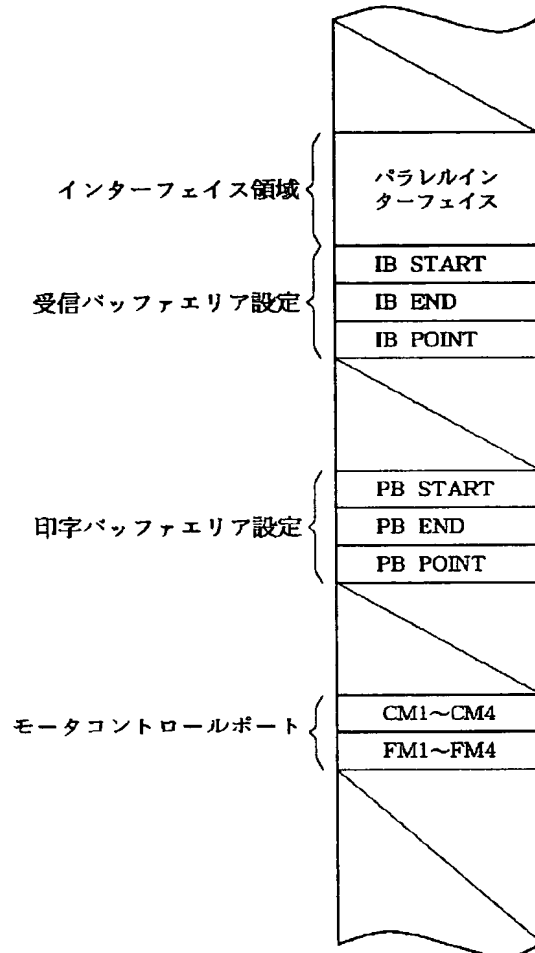 インターフェイス領域
パラレルイン
ターフェイス
受信バッファエリア設定
IB START
IB END
IB POINT
印字バッファエリア設定
PB START
PB END
PB POINT
モータコントロールポート
CM1～CM4
FM1～FM4